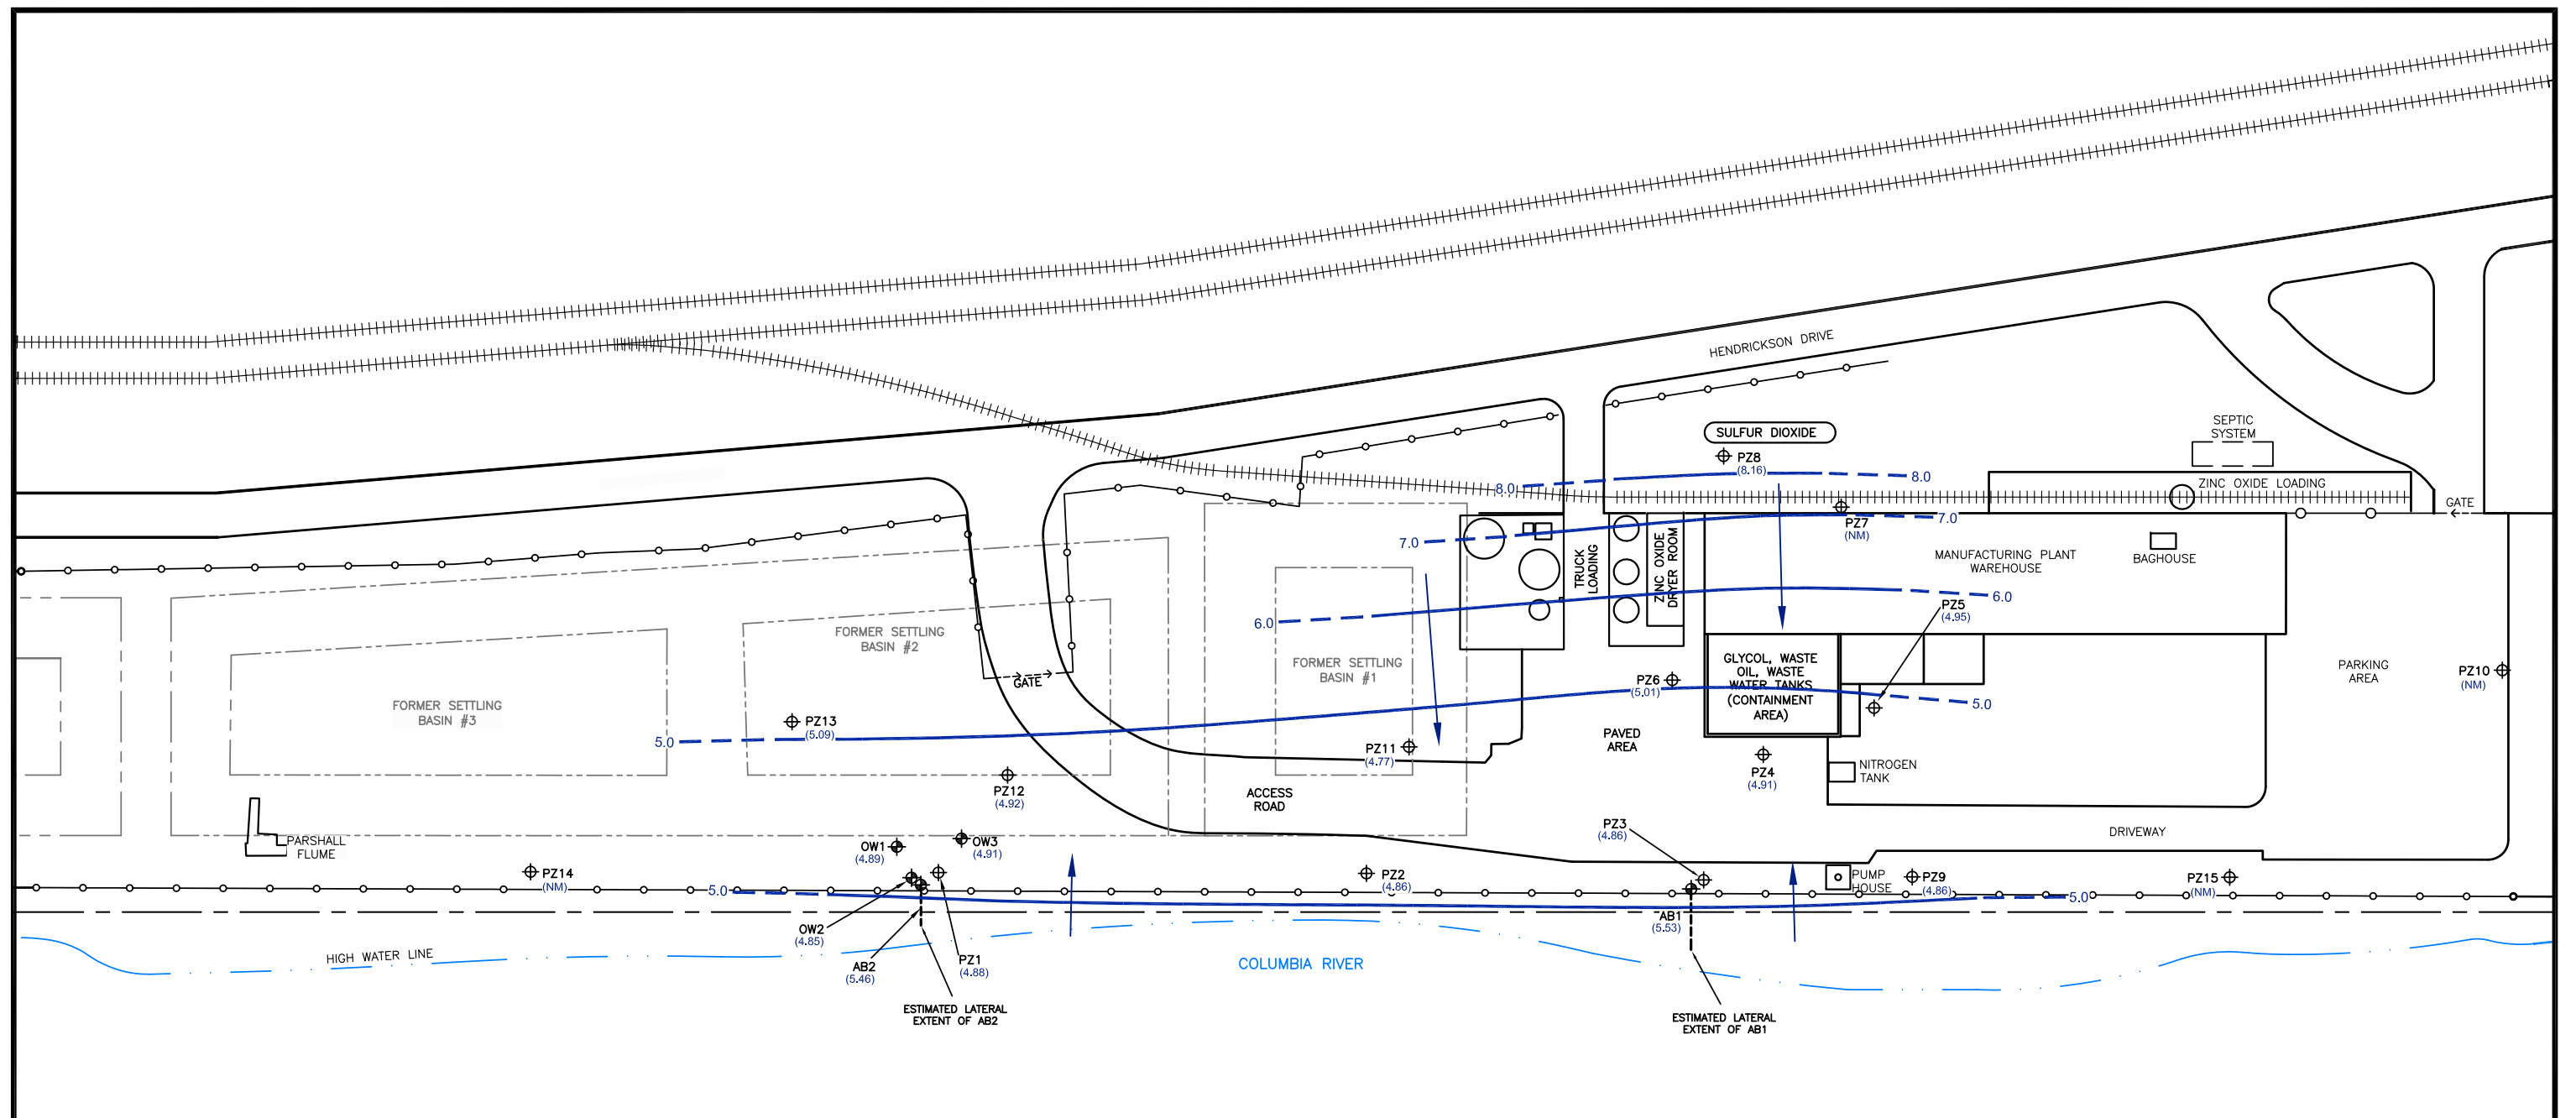 HENDRICKSON DRIVE
SULFUR DIOXIDE
SEPTIC
SYSTEM
PZ8
(8.16)
8.0
8.0
ZINC OXIDE LOADING
GATE
7.0
7.0
PZ7
(NM)
TRUCK
LOADING
ZINC OXIDE
DRYER ROOM
MANUFACTURING PLANT
WAREHOUSE
BAGHOUSE
6.0
6.0
PZ5
(4.95)
FORMER SETTLING
BASIN #2
FORMER SETTLING
BASIN #1
GATE
PZ6
(5.01)
GLYCOL, WASTE
OIL, WASTE
WATER TANKS
(CONTAINMENT
AREA)
PARKING
AREA
PZ10
(NM)
FORMER SETTLING
BASIN #3
PZ13
(5.09)
5.0
5.0
PZ11
(4.77)
PAVED
AREA
PZ4
(4.91)
NITROGEN
TANK
PZ12
(4.92)
ACCESS
ROAD
PARSHALL
FLUME
OW1
(4.89)
OW3
(4.91)
PZ3
(4.86)
DRIVEWAY
PZ14
(NM)
5.0
PZ2
(4.86)
PUMP
HOUSE
PZ9
(4.86)
PZ15
(NM)
5.0
OW2
(4.85)
AB1
(5.53)
HIGH WATER LINE
AB2
(5.46)
PZ1
(4.88)
COLUMBIA RIVER
ESTIMATED LATERAL
EXTENT OF AB2
ESTIMATED LATERAL
EXTENT OF AB1